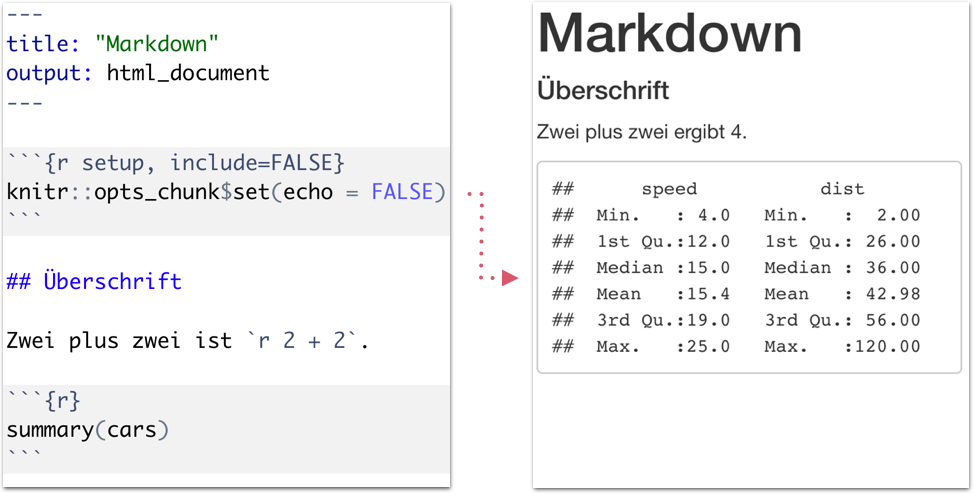 ---
title: "Markdown"
output: html_document
---
```{r setup, include=FALSE}
knitr::opts_chunk$set(echo = FALSE)
```
## Überschrift
Zwei plus zwei ist `r 2 + 2`.
```{r}
summary(cars)
```
Markdown
Überschrift
Zwei plus zwei ergibt 4.
##      speed           dist
##  Min.   : 4.0   Min.   :  2.00
##  1st Qu.:12.0   1st Qu.: 26.00
##  Median :15.0   Median : 36.00
##  Mean   :15.4   Mean   : 42.98
##  3rd Qu.:19.0   3rd Qu.: 56.00
##  Max.   :25.0   Max.   :120.00